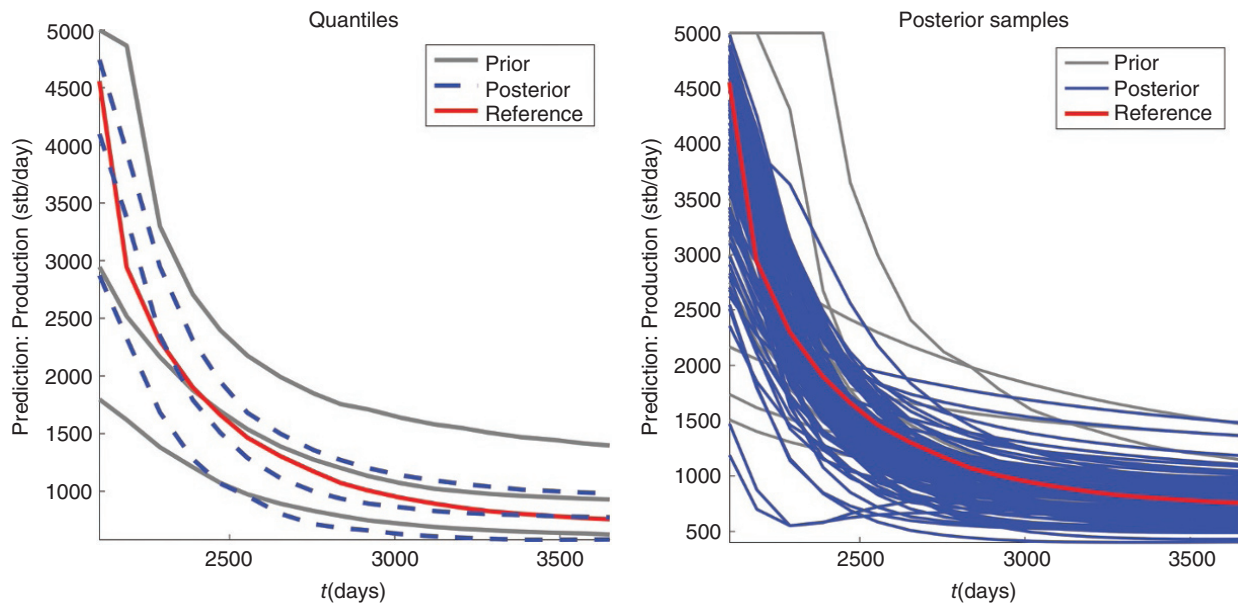 Quantiles
Prediction: Production (stb/day)
5000
4500
4000
3500
3000
2500
2000
1500
1000
Prior
Posterior
Reference
2500
3000
3500
t(days)
Posterior samples
Prediction: Production (stb/day)
5000
4500
4000
3500
3000
2500
2000
1500
1000
500
Prior
Posterior
Reference
2500
3000
3500
t(days)